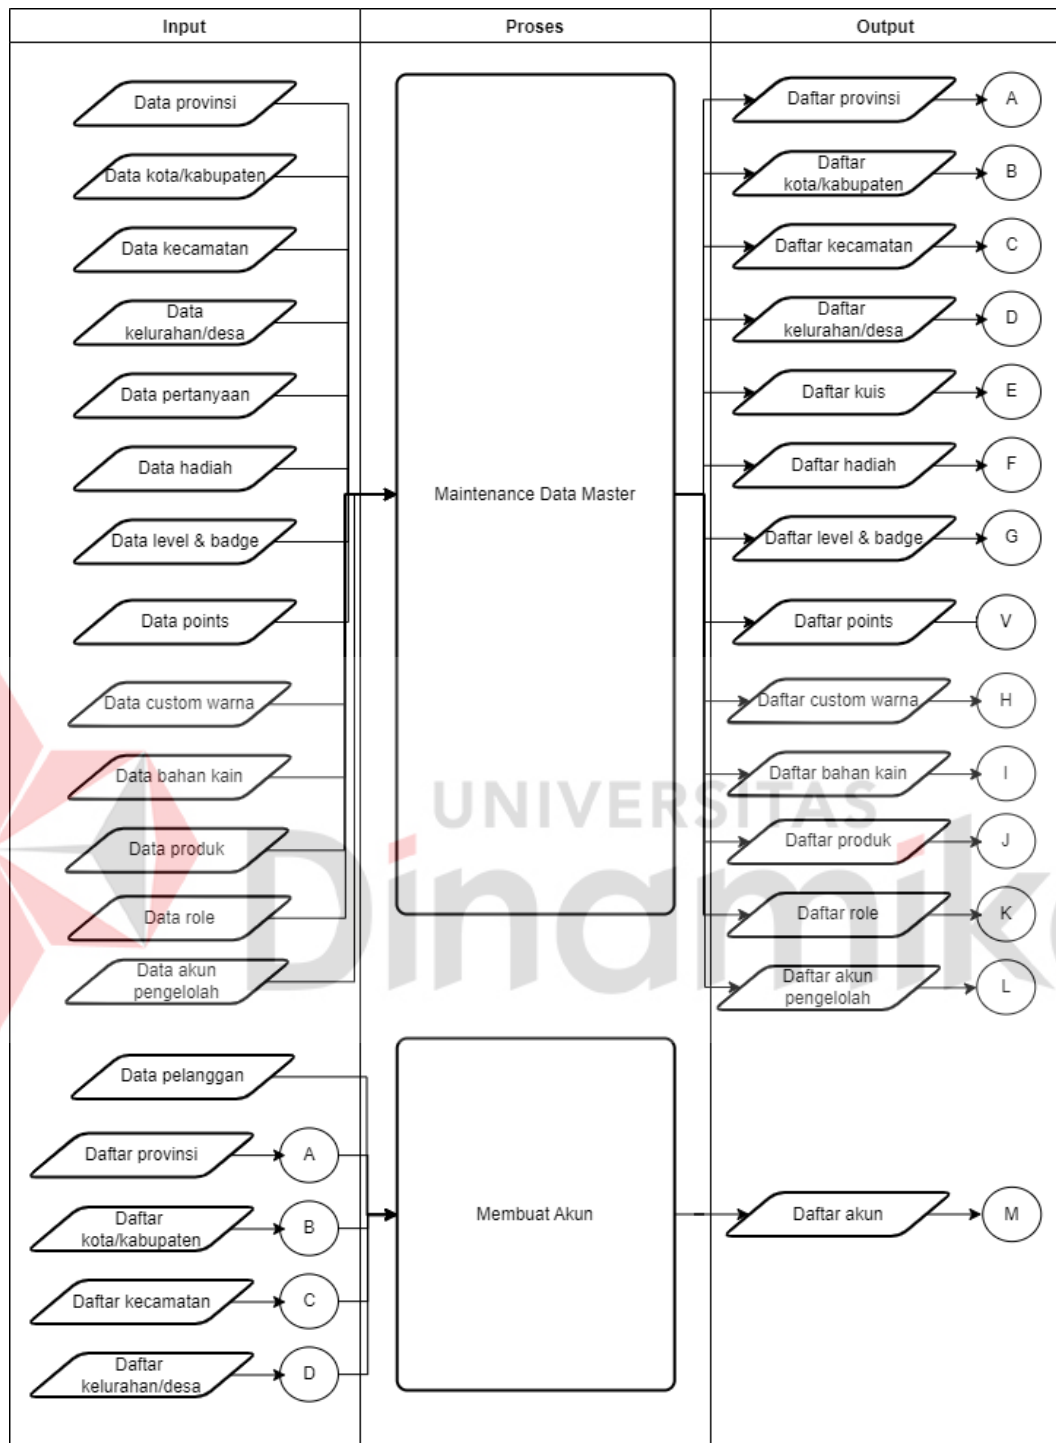 Input
Proses
Output
Data provinsi
Daftar provinsi
A
Data kota/kabupaten
Daftar
kota/kabupaten
B
Data kecamatan
Daftar kecamatan
C
Data
kelurahan/desa
Daftar
kelurahan/desa
D
Data pertanyaan
Daftar kuis
E
Data hadiah
Daftar hadiah
F
Maintenance Data Master
Data level & badge
Daftar level & badge
G
Data points
Daftar points
V
Data custom warna
Daftar custom warna
H
Data bahan kain
Daftar bahan kain
I
UNIVERSITAS
Dinamika
Data produk
Daftar produk
J
Data role
Daftar role
K
Data akun
pengelolah
Daftar akun
pengelolah
L
Data pelanggan
Daftar provinsi
A
Daftar
kota/kabupaten
B
Membuat Akun
Daftar akun
M
Daftar kecamatan
C
Daftar
kelurahan/desa
D